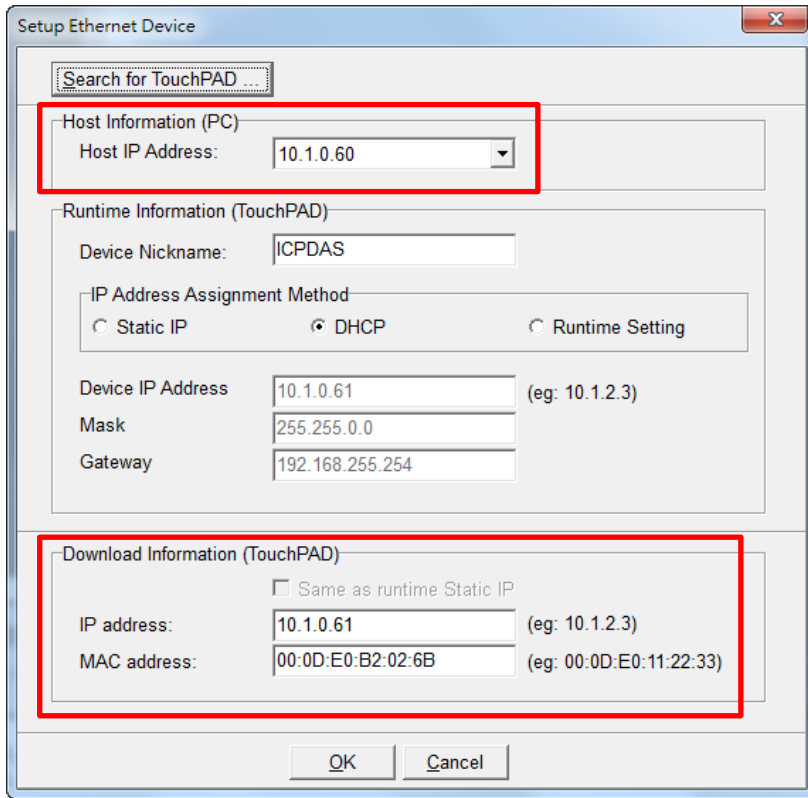 Setup Ethernet Device
Search for TouchPAD ...
Host Information (PC)
Host IP Address: 10.1.0.60
Runtime Information (TouchPAD)
Device Nickname: ICPDAS
IP Address Assignment Method
Static IP DHCP Runtime Setting
Device IP Address 10.1.0.61 (eg: 10.1.2.3)
Mask 255.255.0.0
Gateway 192.168.255.254
Download Information (TouchPAD)
Same as runtime Static IP
IP address: 10.1.0.61 (eg: 10.1.2.3)
MAC address: 00:0D:E0:B2:02:6B (eg: 00:0D:E0:11:22:33)
OK Cancel